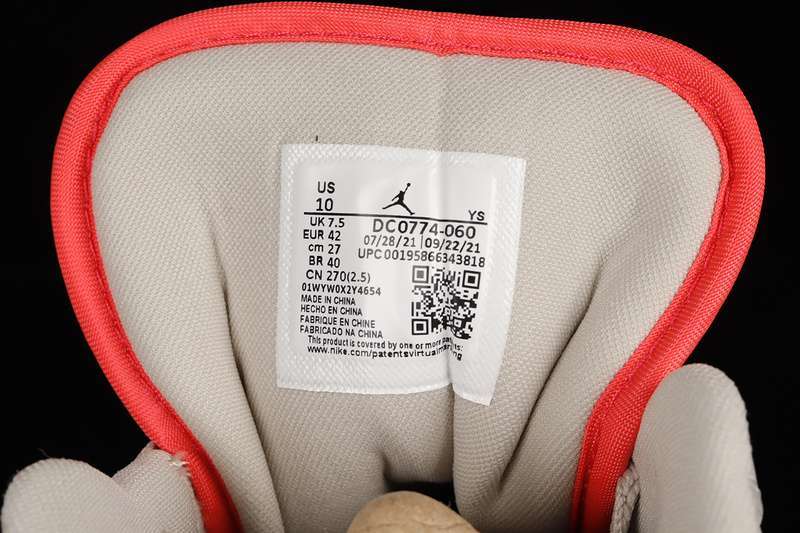 US
10
YS
UK 7.5
DC0774-060
EUR 42
07/28/21 09/22/21
cm 27
UPC 00195866343818
BR 40
CN 270(2.5)
01WYW0X2Y4654
MADE IN CHINA
HECHO EN CHINA
FABRIQUE EN CHINE
FABRICADO NA CHINA
This product is covered by one or more patents.
www.nike.com/patentsvirtual